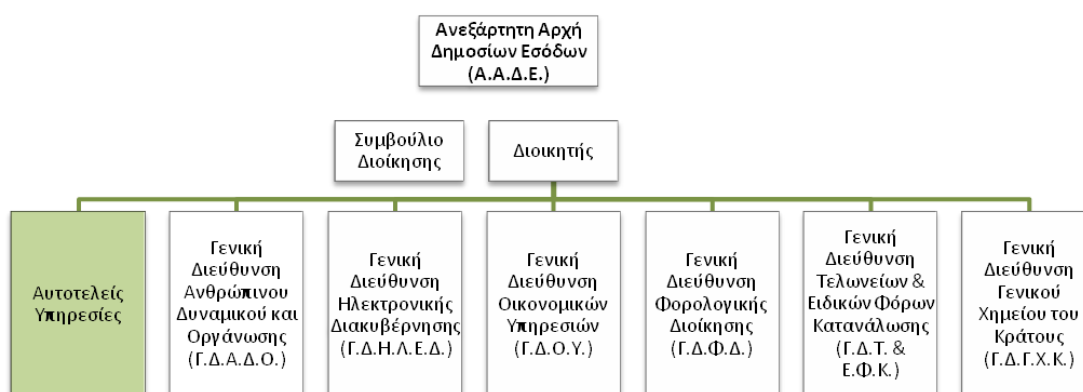 Ανεξάρτητη Αρχή
Δημοσίων Εσόδων
(Α.Α.Δ.Ε.)
Συμβούλιο
Διοίκησης
Διοικητής
Αυτοτελείς
Υπηρεσίες
Γενική
Διεύθυνση
Ανθρώπινου
Δυναμικού και
Οργάνωσης
(Γ.Δ.Α.Δ.Ο.)
Γενική
Διεύθυνση
Ηλεκτρονικής
Διακυβέρνησης
(Γ.Δ.Η.Λ.Ε.Δ.)
Γενική
Διεύθυνση
Οικονομικών
Υπηρεσιών
(Γ.Δ.Ο.Υ.)
Γενική
Διεύθυνση
Φορολογικής
Διοίκησης
(Γ.Δ.Φ.Δ.)
Γενική
Διεύθυνση
Τελωνείων &
Ειδικών Φόρων
Κατανάλωσης
(Γ.Δ.Τ. &
Ε.Φ.Κ.)
Γενική
Διεύθυνση
Γενικού
Χημείου του
Κράτους
(Γ.Δ.Γ.Χ.Κ.)